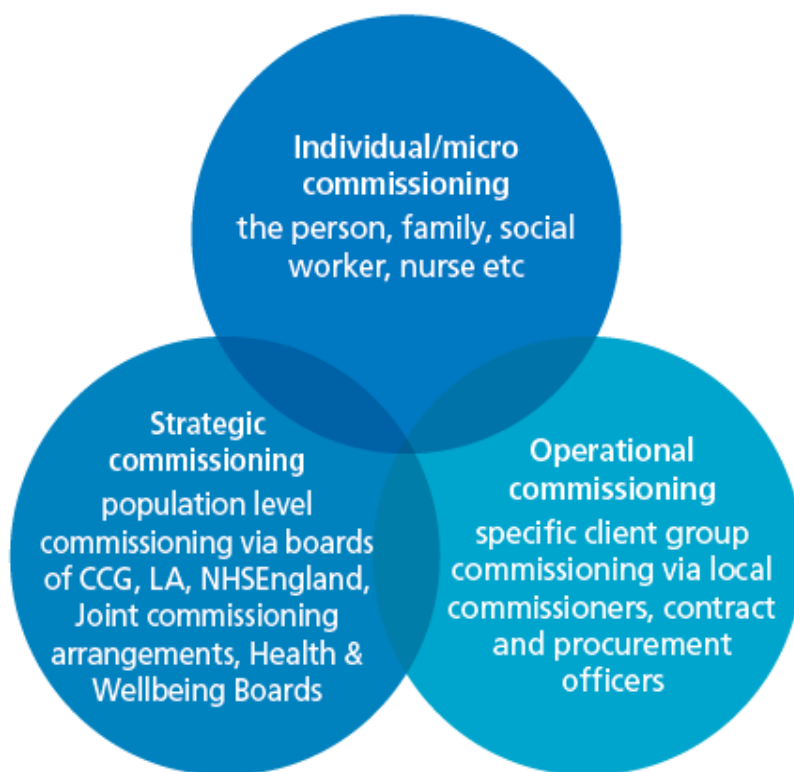 Individual/micro
commissioning
the person, family, social
worker, nurse etc
Strategic
commissioning
population level
commissioning via boards
of CCG, LA, NHSEngland,
Joint commissioning
arrangements, Health &
Wellbeing Boards
Operational
commissioning
specific client group
commissioning via local
commissioners, contract
and procurement
officers